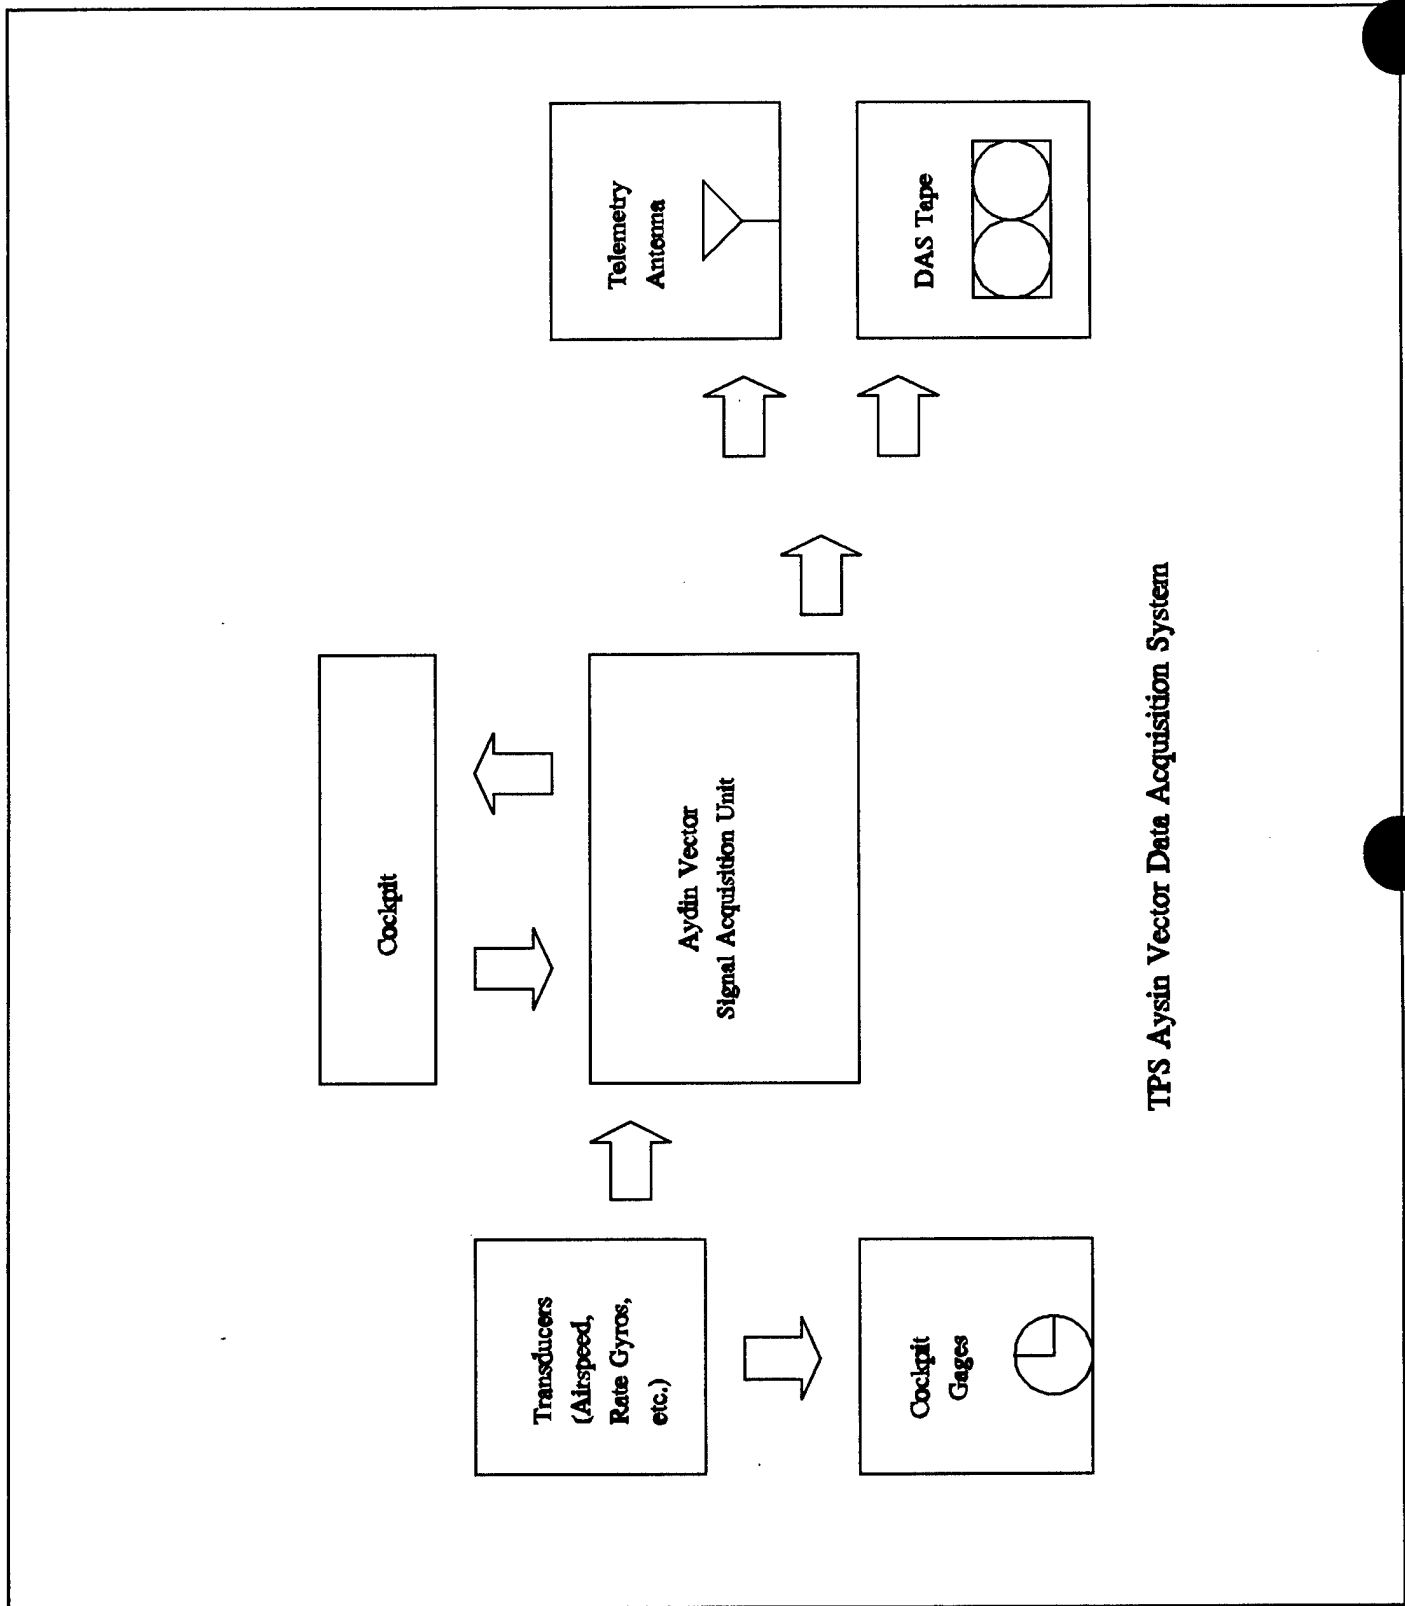 Cockpit
Transducers
(Airspeed,
Rate Gyros,
etc.)
Aydin Vector
Signal Acquisition Unit
Telemetry
Antenna
Cockpit
Gages
DAS Tape
TPS Aysin Vector Data Acquisition System